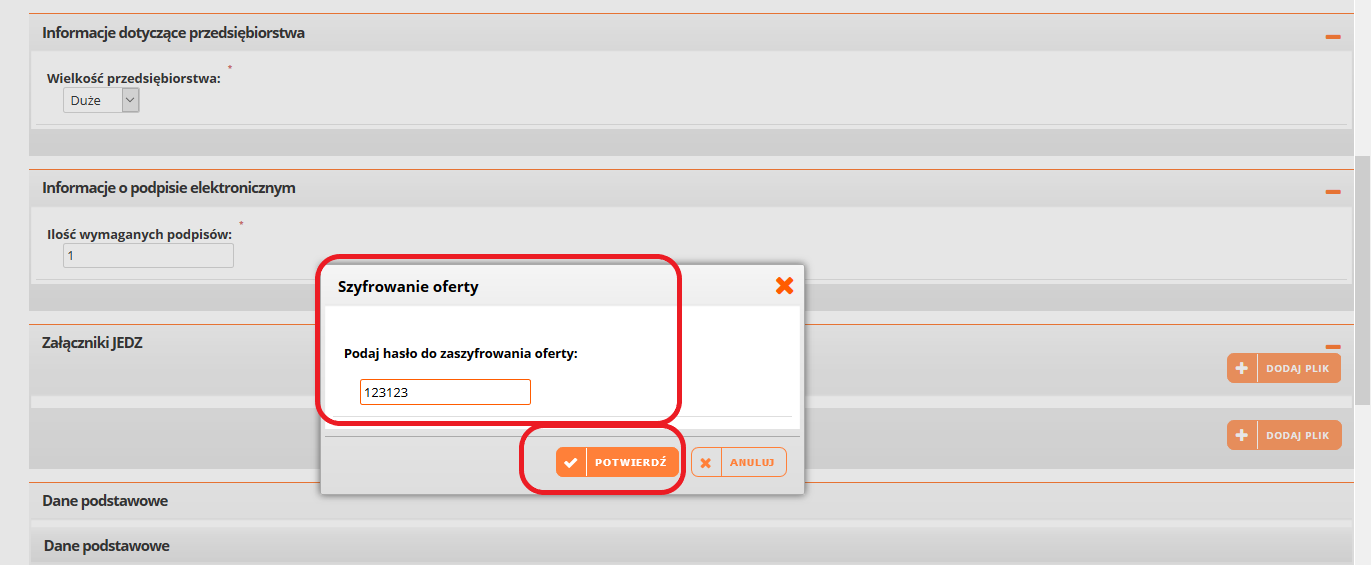 Informacje dotyczące przedsiębiorstwa
Wielkość przedsiębiorstwa: *
Duże
Informacje o podpisie elektronicznym
Ilość wymaganych podpisów: *
1
Szyfrowanie oferty
Podaj hasło do zaszyfrowania oferty:
123123
POTWIERDŹ ANULUJ
Załączniki JEDZ
DODAJ PLIK
DODAJ PLIK
Dane podstawowe
Dane podstawowe